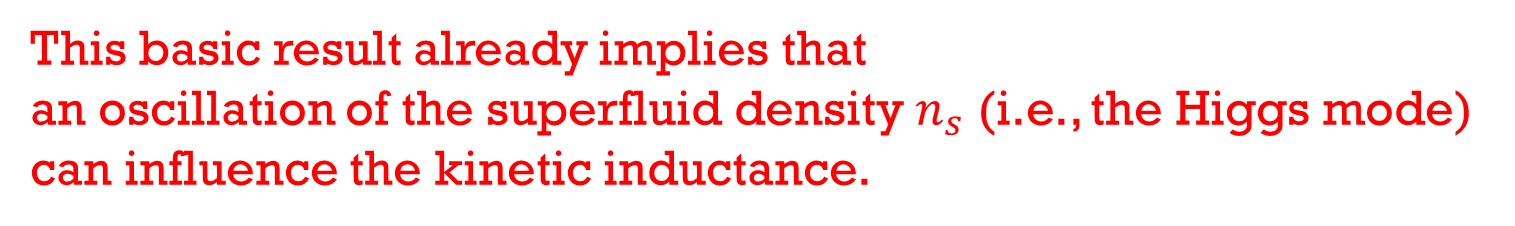 This basic result already implies that
an oscillation of the superfluid density $n_s$ (i.e., the Higgs mode)
can influence the kinetic inductance.